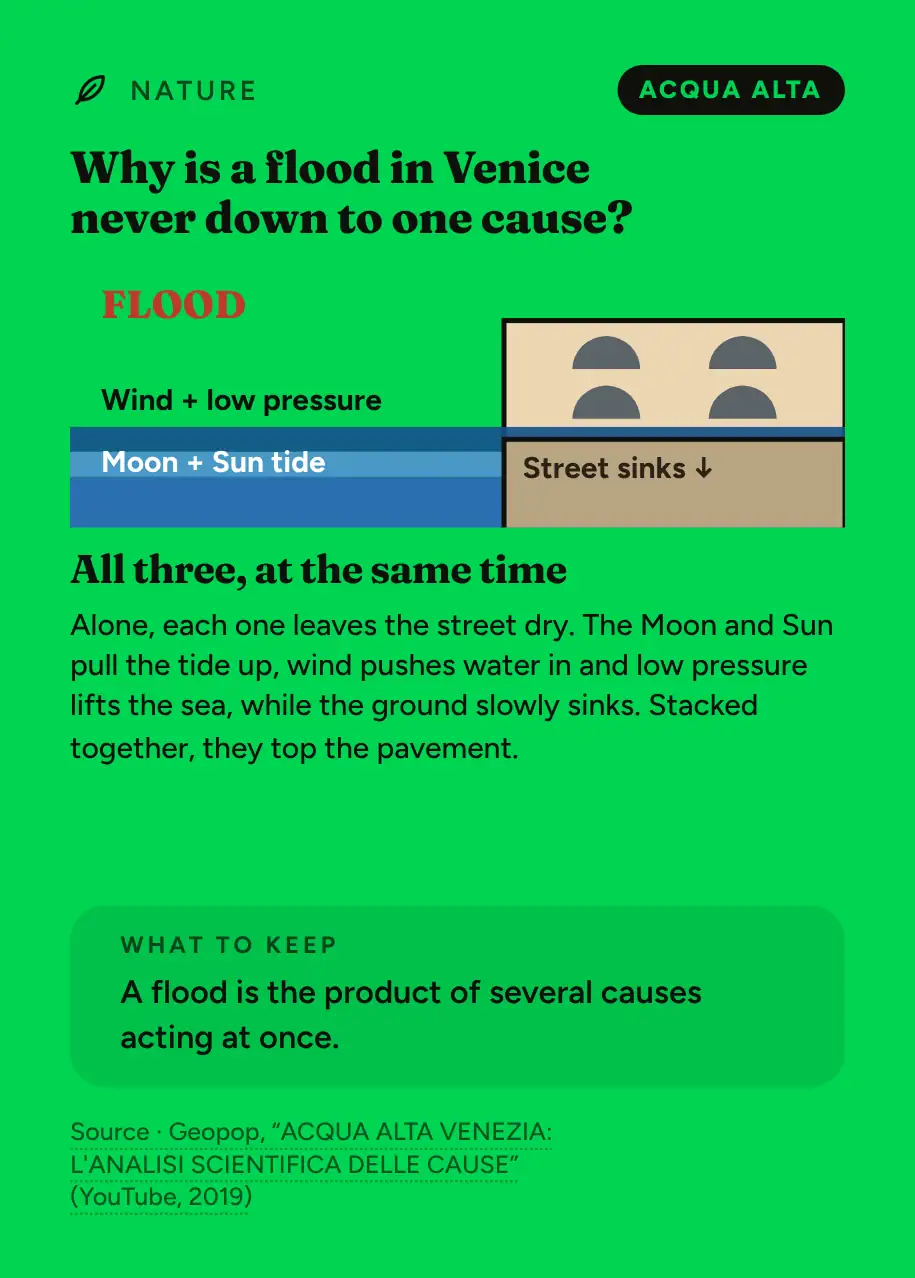 NATURE
ACQUA ALTA
Why is a flood in Venice
never down to one cause?
FLOOD
Wind + low pressure
Moon + Sun tide
Street sinks ↓
All three, at the same time
Alone, each one leaves the street dry. The Moon and Sun
pull the tide up, wind pushes water in and low pressure
lifts the sea, while the ground slowly sinks. Stacked
together, they top the pavement.
WHAT TO KEEP
A flood is the product of several causes
acting at once.
Source · Geopop, “ACQUA ALTA VENEZIA:
L'ANALISI SCIENTIFICA DELLE CAUSE”
(YouTube, 2019)